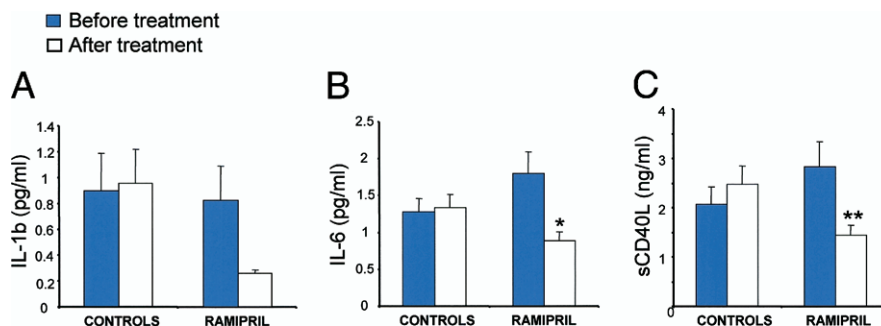 Before treatment
After treatment
A
IL-1b (pg/ml)
1.4
1.2
1
0.8
0.6
0.4
0.2
0
CONTROLS
RAMIPRIL
B
IL-6 (pg/ml)
2.5
2
1.5
1
0.5
0
*
CONTROLS
RAMIPRIL
C
sCD40L (ng/ml)
4
3
2
1
0
**
CONTROLS
RAMIPRIL